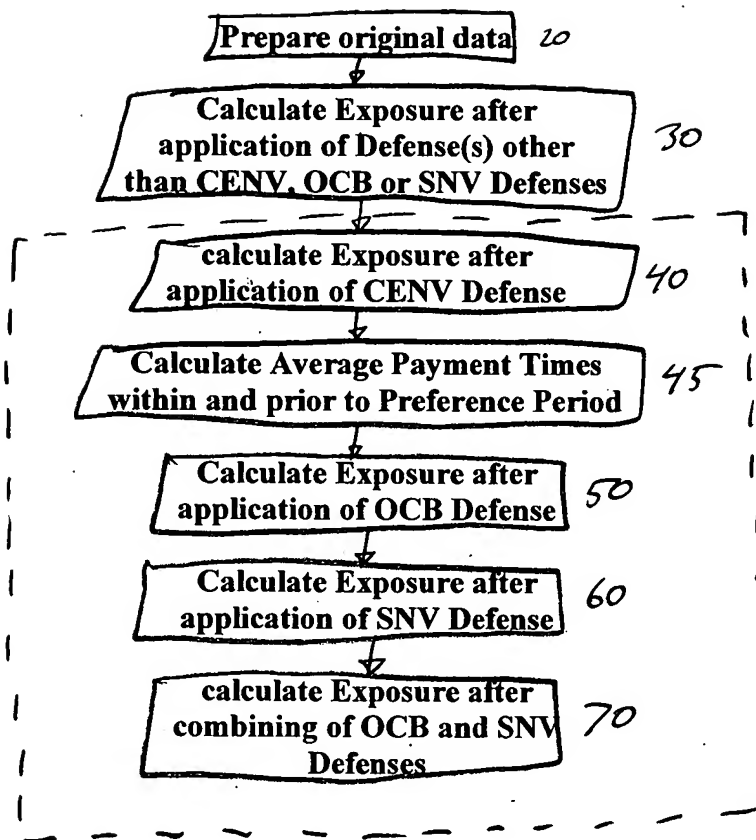 Prepare original data 20
Calculate Exposure after
application of Defense(s) other
than CENV, OCB or SNV Defenses
30
calculate Exposure after
application of CENV Defense
40
Calculate Average Payment Times
within and prior to Preference Period
45
Calculate Exposure after
application of OCB Defense
50
Calculate Exposure after
application of SNV Defense
60
calculate Exposure after
combining of OCB and SNV
Defenses
70